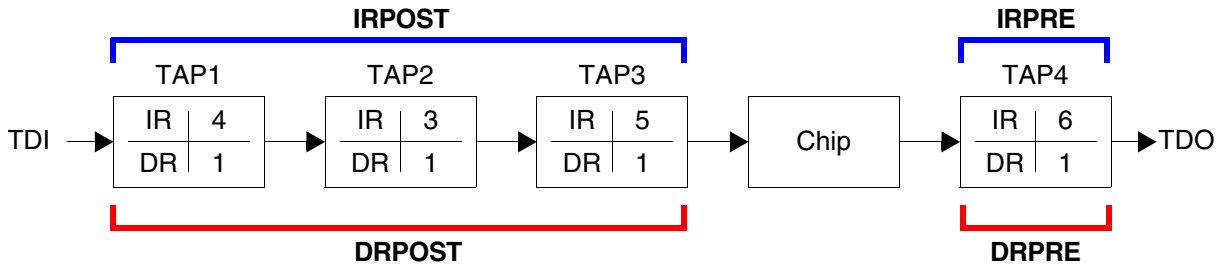 IRPOST IRPRE
TAP1 TAP2 TAP3 TAP4
IR 4 IR 3 IR 5 IR 6
TDI Chip TDO
DR 1 DR 1 DR 1 DR 1
DRPOST DRPRE